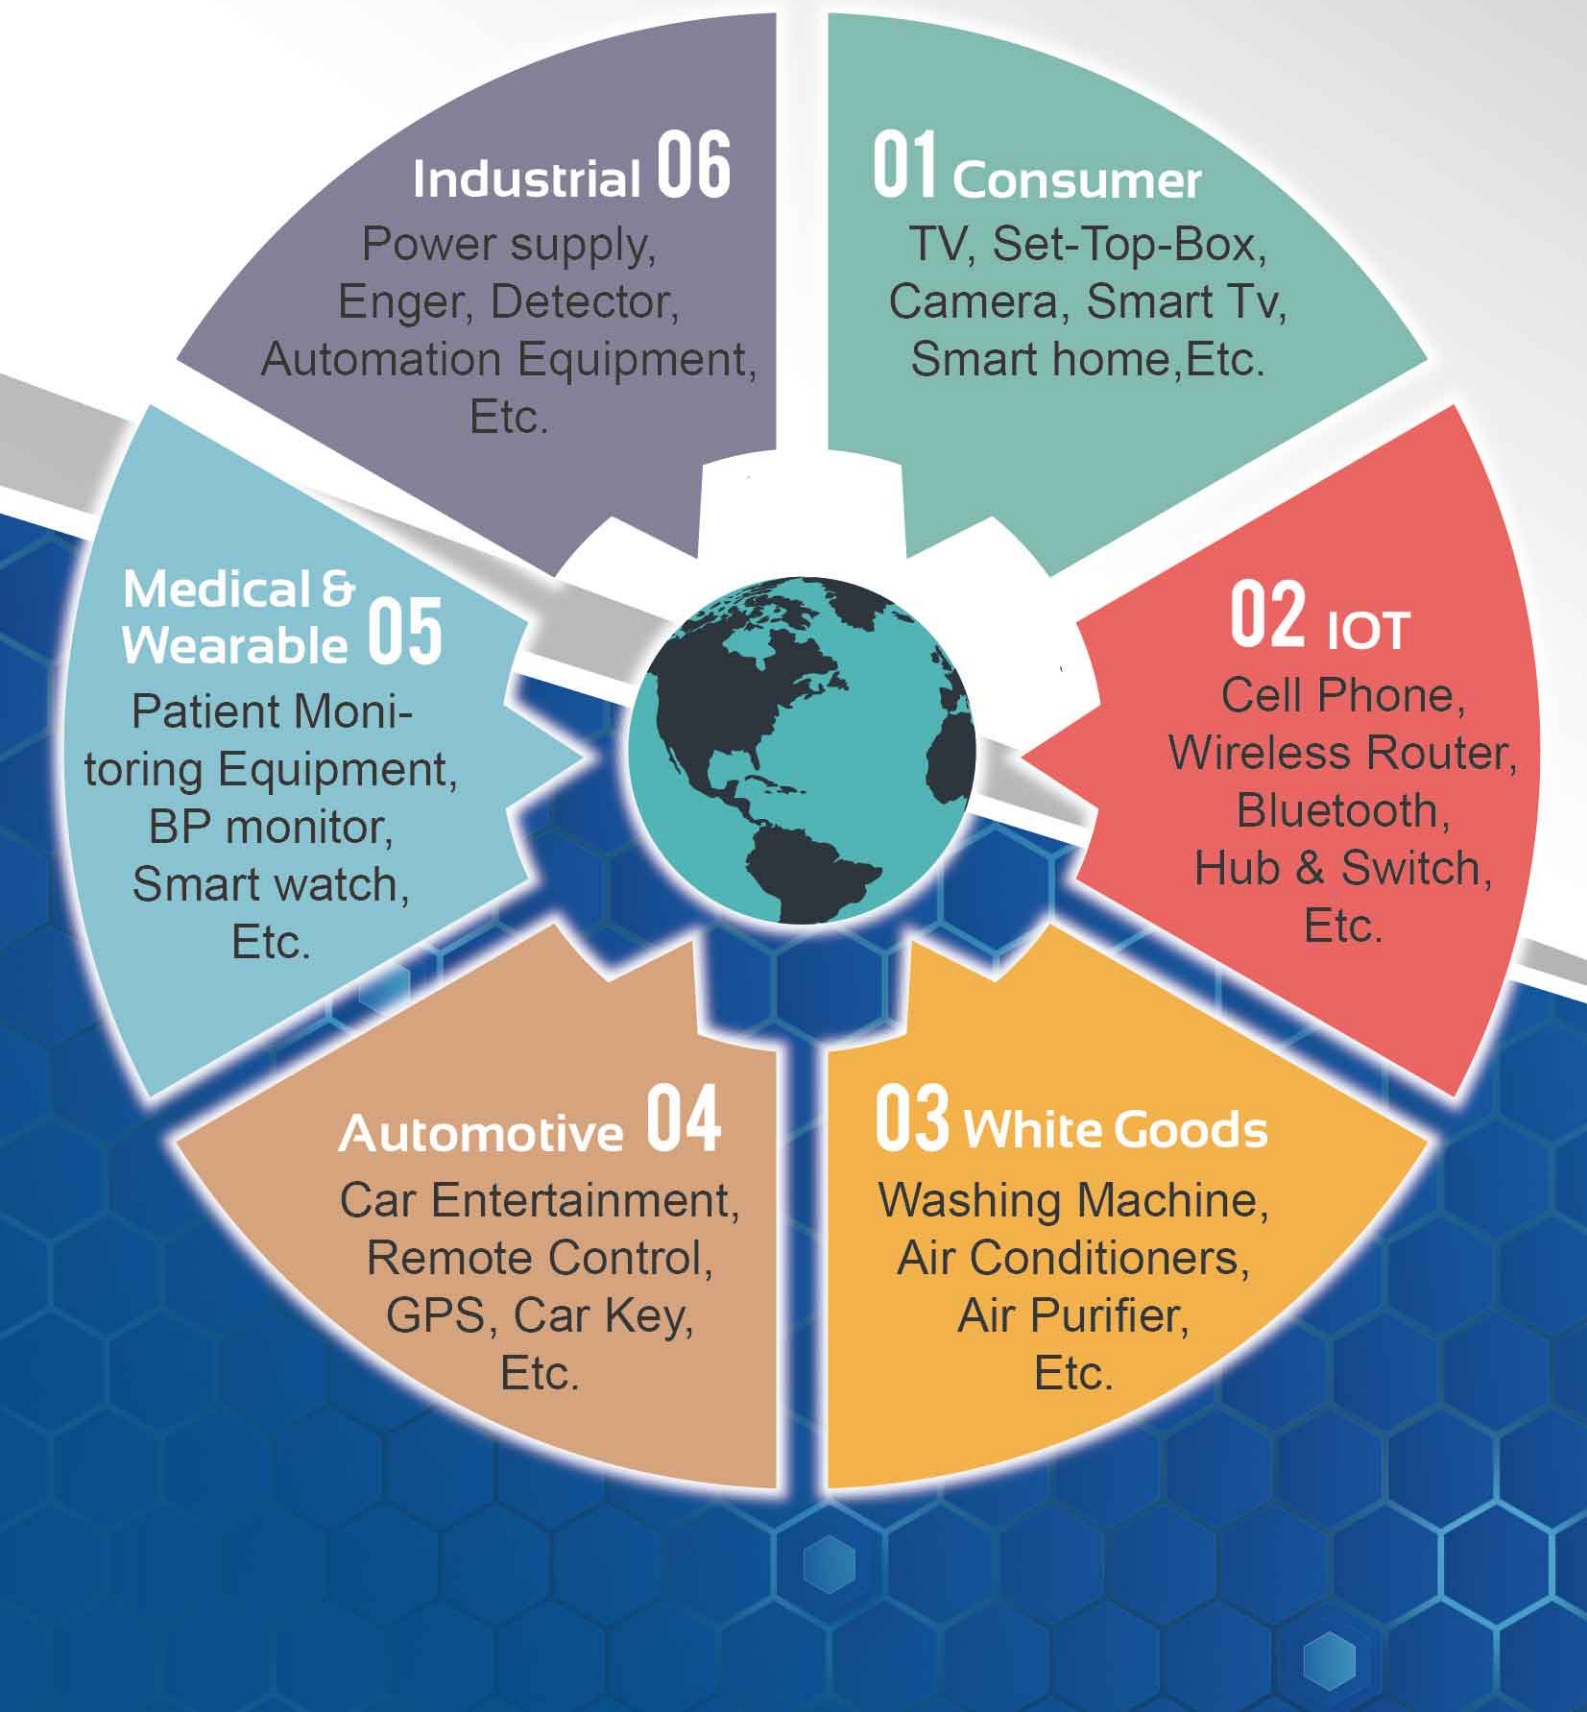 01 Consumer
TV, Set-Top-Box,
Camera, Smart Tv,
Smart home,Etc.
02 IOT
Cell Phone,
Wireless Router,
Bluetooth,
Hub & Switch,
Etc.
03 White Goods
Washing Machine,
Air Conditioners,
Air Purifier,
Etc.
Automotive 04
Car Entertainment,
Remote Control,
GPS, Car Key,
Etc.
Medical &
Wearable 05
Patient Moni-
toring Equipment,
BP monitor,
Smart watch,
Etc.
Industrial 06
Power supply,
Enger, Detector,
Automation Equipment,
Etc.